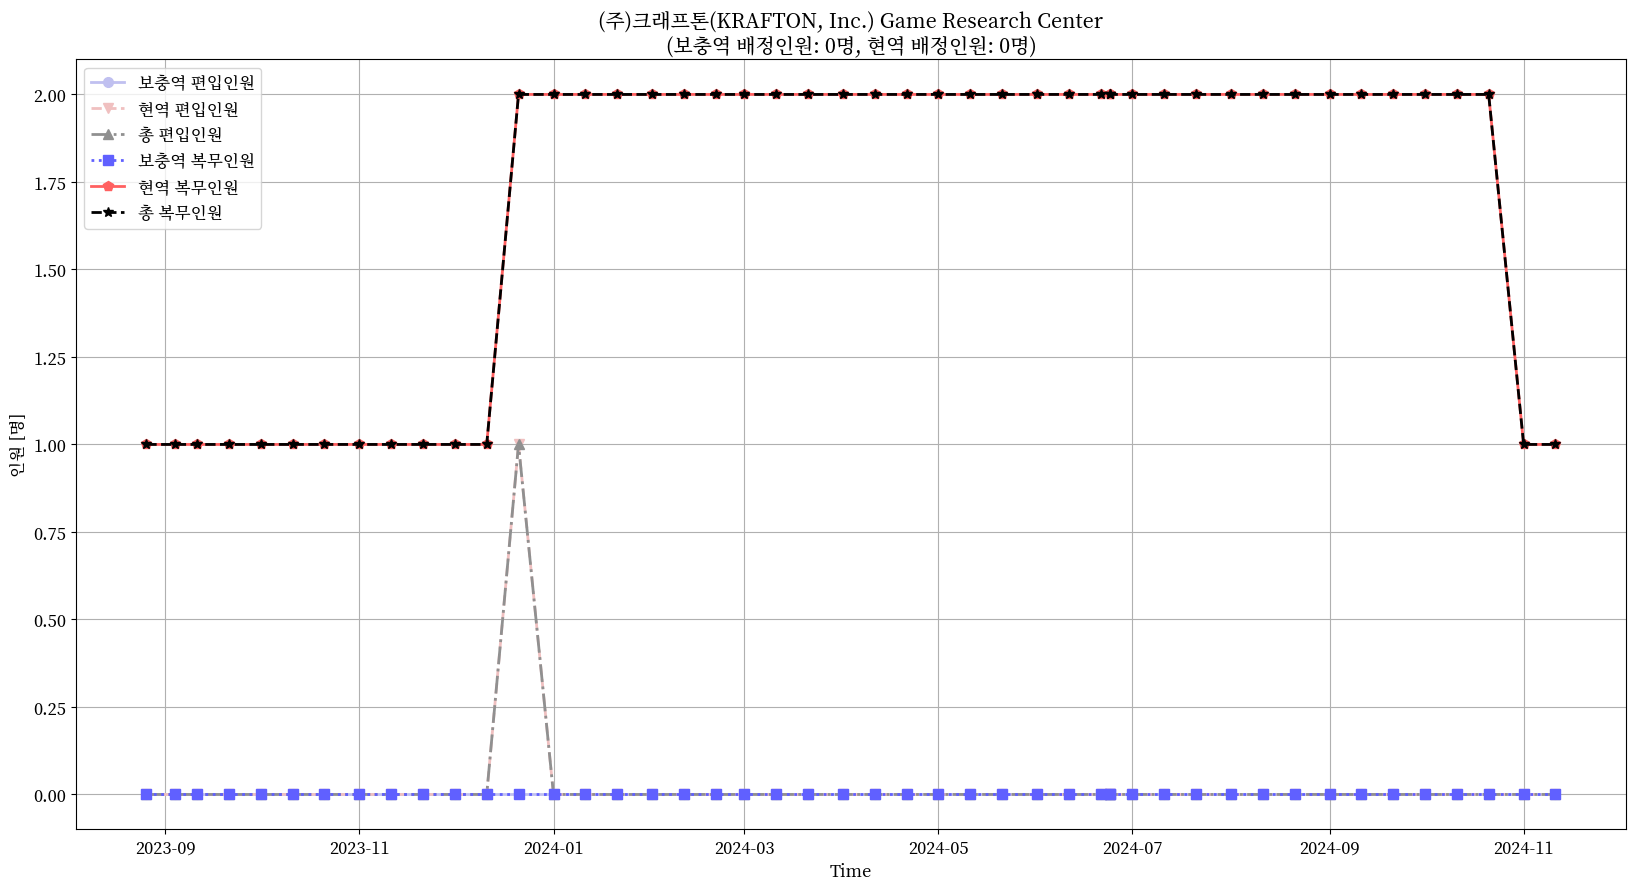 (주)크래프톤(KRAFTON, Inc.) Game Research Center
(보충역 배정인원: 0명, 현역 배정인원: 0명)
보충역 편입인원
현역 편입인원
총 편입인원
보충역 복무인원
현역 복무인원
총 복무인원
2.00
1.75
1.50
1.25
1.00
0.75
0.50
0.25
0.00
인원 [명]
2023-09
2023-11
2024-01
2024-03
2024-05
2024-07
2024-09
2024-11
Time